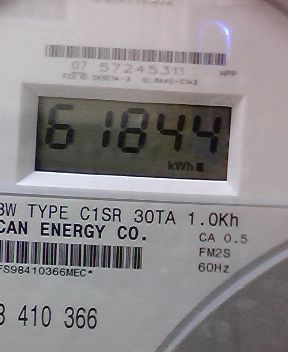 07 57245311
61844
kWh
3W TYPE C1SR 30TA 1.0Kh
CAN ENERGY CO.
CA 0.5
FM2S
60Hz
FS98410366MEC*
410 366